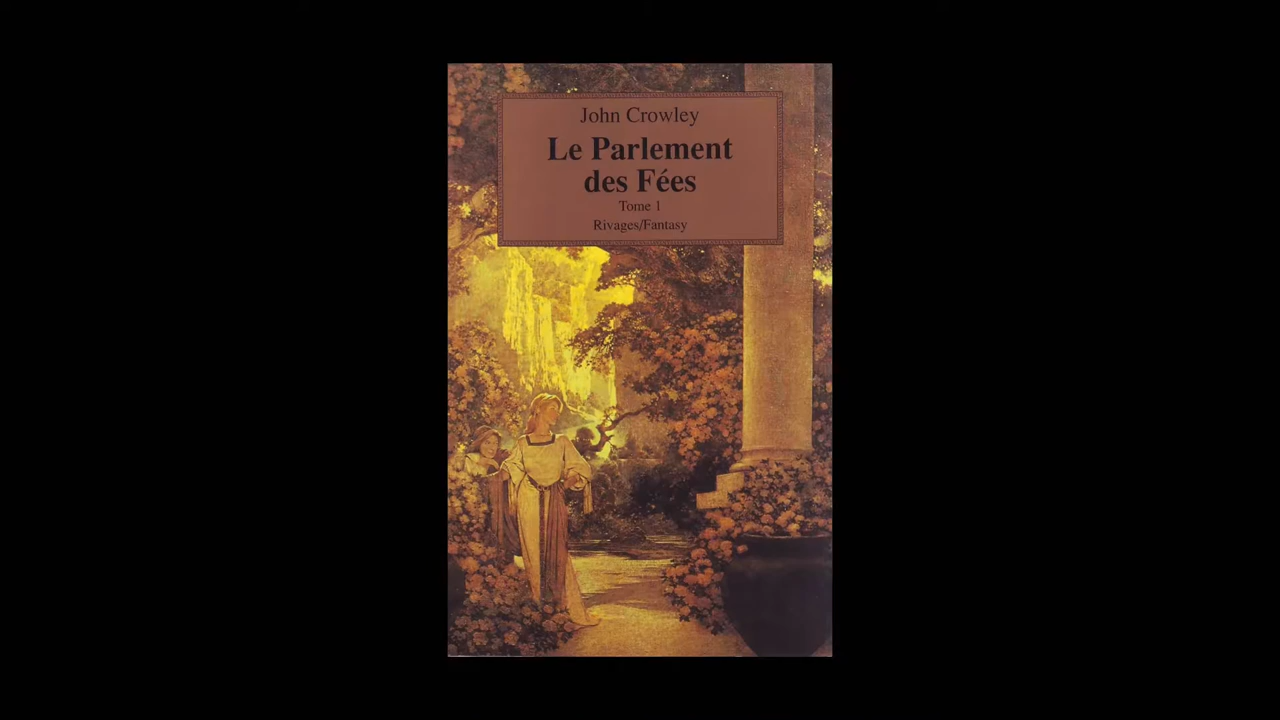 John Crowley
Le Parlement
des Fées
Tome 1
Rivages/Fantasy